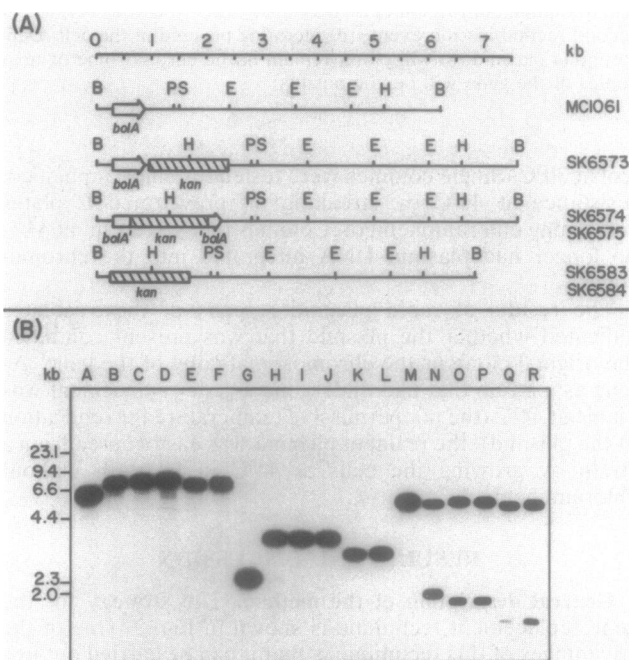 (A)
0 1 2 3 4 5 6 7 kb
B PS E E E H B
bolA
MC1061
B H PS E E E H B
bolA kan
SK6573
B H PS E E E H B
bolA kan bolA
SK6574
SK6575
B H PS E E E H B
kan
SK6583
SK6584
(B)
kb A B C D E F G H I J K L M N O P Q R
23.1
9.4
6.6
4.4
2.3
2.0